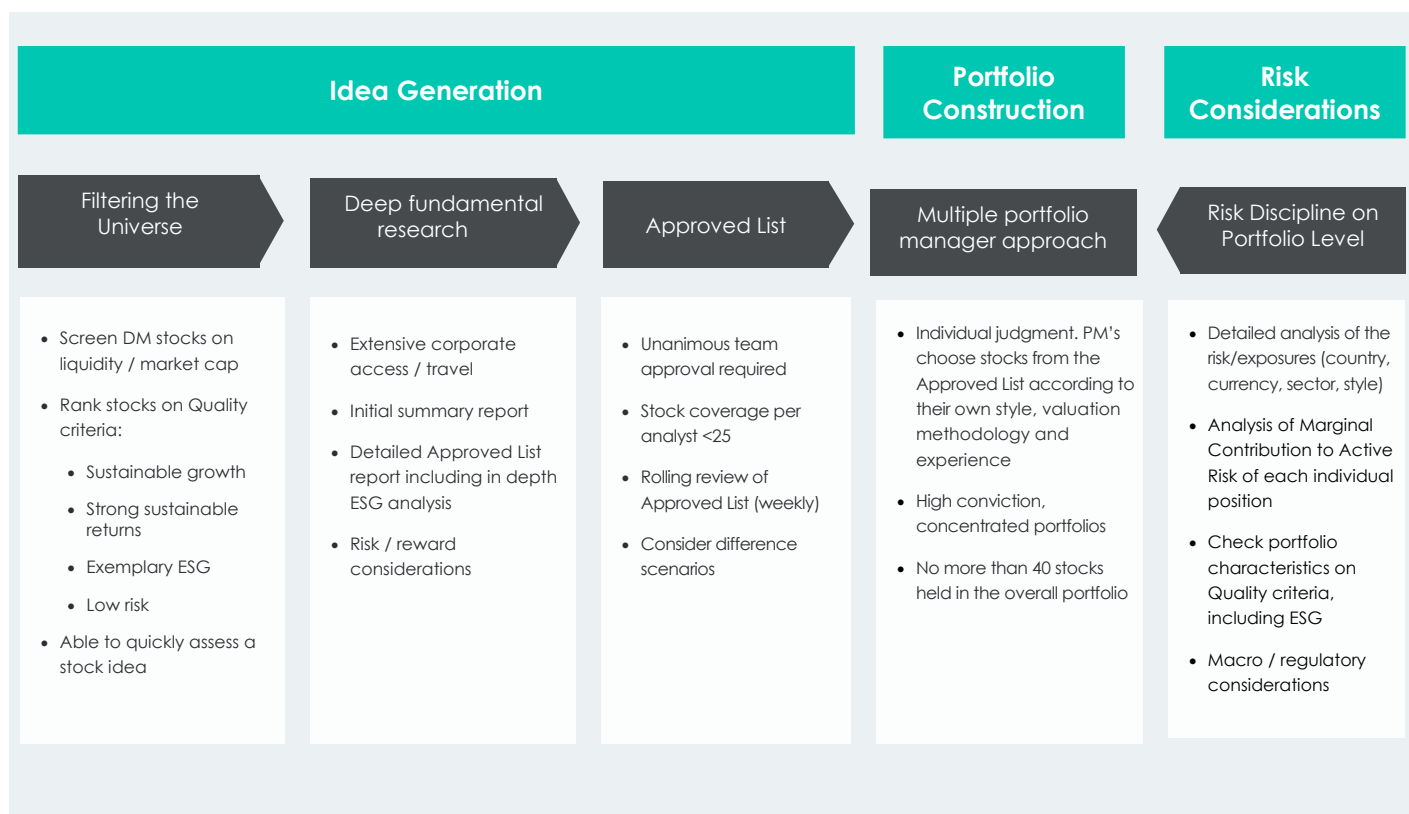 Idea Generation
Portfolio
Construction
Risk
Considerations
Filtering the
Universe
Deep fundamental
research
Approved List
Multiple portfolio
manager approach
Risk Discipline on
Portfolio Level
• Screen DM stocks on
liquidity / market cap
• Rank stocks on Quality
criteria:
• Sustainable growth
• Strong sustainable
returns
• Exemplary ESG
• Low risk
• Able to quickly assess a
stock idea
• Extensive corporate
access / travel
• Initial summary report
• Detailed Approved List
report including in depth
ESG analysis
• Risk / reward
considerations
• Unanimous team
approval required
• Stock coverage per
analyst <25
• Rolling review of
Approved List (weekly)
• Consider difference
scenarios
• Individual judgment. PM’s
choose stocks from the
Approved List according to
their own style, valuation
methodology and
experience
• High conviction,
concentrated portfolios
• No more than 40 stocks
held in the overall portfolio
• Detailed analysis of the
risk/exposures (country,
currency, sector, style)
• Analysis of Marginal
Contribution to Active
Risk of each individual
position
• Check portfolio
characteristics on
Quality criteria,
including ESG
• Macro / regulatory
considerations